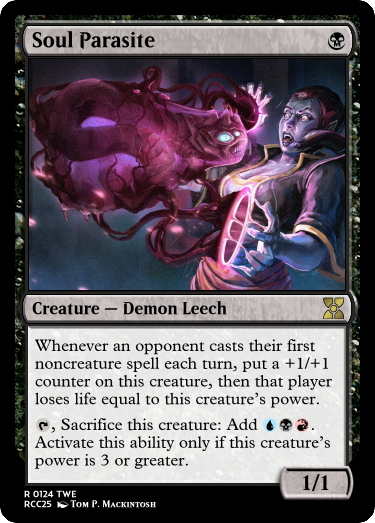 Soul Parasite
Creature — Demon Leech
Whenever an opponent casts their first
noncreature spell each turn, put a +1/+1
counter on this creature, then that player
loses life equal to this creature's power.
, Sacrifice this creature: Add .
Activate this ability only if this creature's
power is 3 or greater.
1/1
R 0124 TWE
RCC25 Tom P. Mackintosh